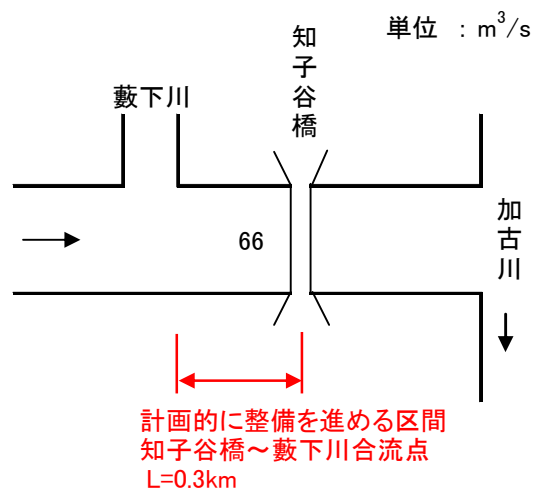 単位 : m³/s
知子谷橋
藪下川
加古川
66
計画的に整備を進める区間
知子谷橋～藪下川合流点
L=0.3km